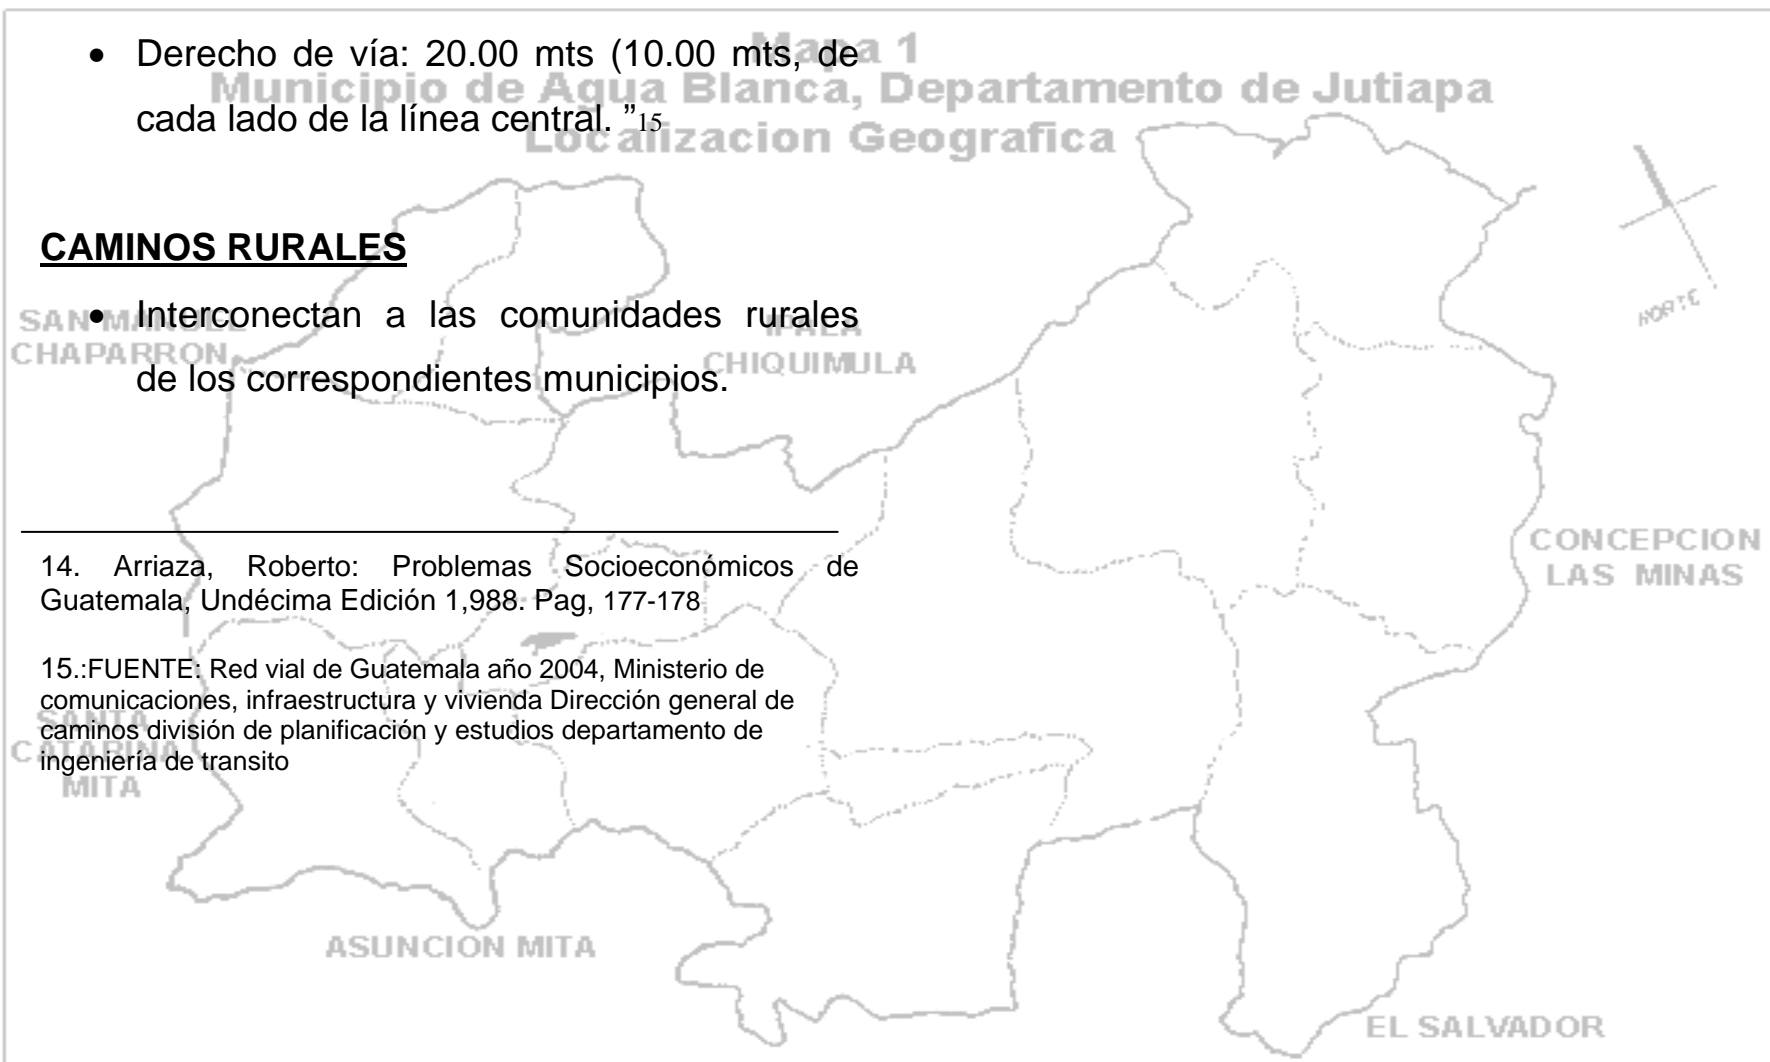 Mapa 1
Municipio de Agua Blanca, Departamento de Jutiapa
Localizacion Geografica
• Derecho de vía: 20.00 mts (10.00 mts, de
cada lado de la línea central. ”15
CAMINOS RURALES
• Interconectan a las comunidades rurales
de los correspondientes municipios.
14. Arriaza, Roberto: Problemas Socioeconómicos de
Guatemala, Undécima Edición 1,988. Pag, 177-178
15.:FUENTE: Red vial de Guatemala año 2004, Ministerio de
comunicaciones, infraestructura y vivienda Dirección general de
caminos división de planificación y estudios departamento de
ingeniería de transito
SAN MANUEL
CHAPARRON
IPALA
CHIQUIMULA
NORTE
CONCEPCION
LAS MINAS
SANTA
CATARINA
MITA
ASUNCION MITA
EL SALVADOR